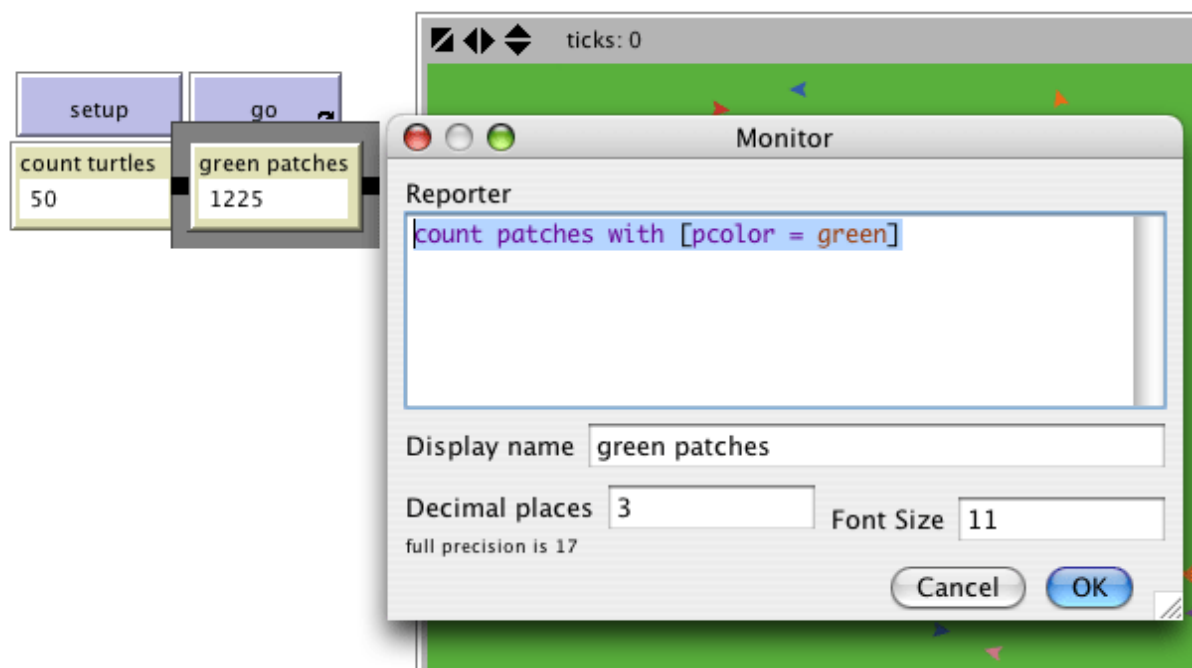 ticks: 0
setup
go
count turtles
50
green patches
1225
Monitor
Reporter
count patches with [pcolor = green]
Display name
green patches
Decimal places
3
Font Size
11
full precision is 17
Cancel
OK